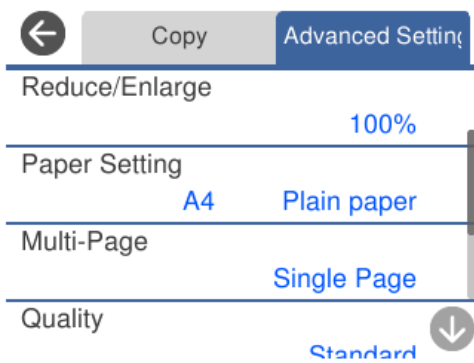 Copy Advanced Setting
Reduce/Enlarge
100%
Paper Setting
A4 Plain paper
Multi-Page
Single Page
Quality
Standard